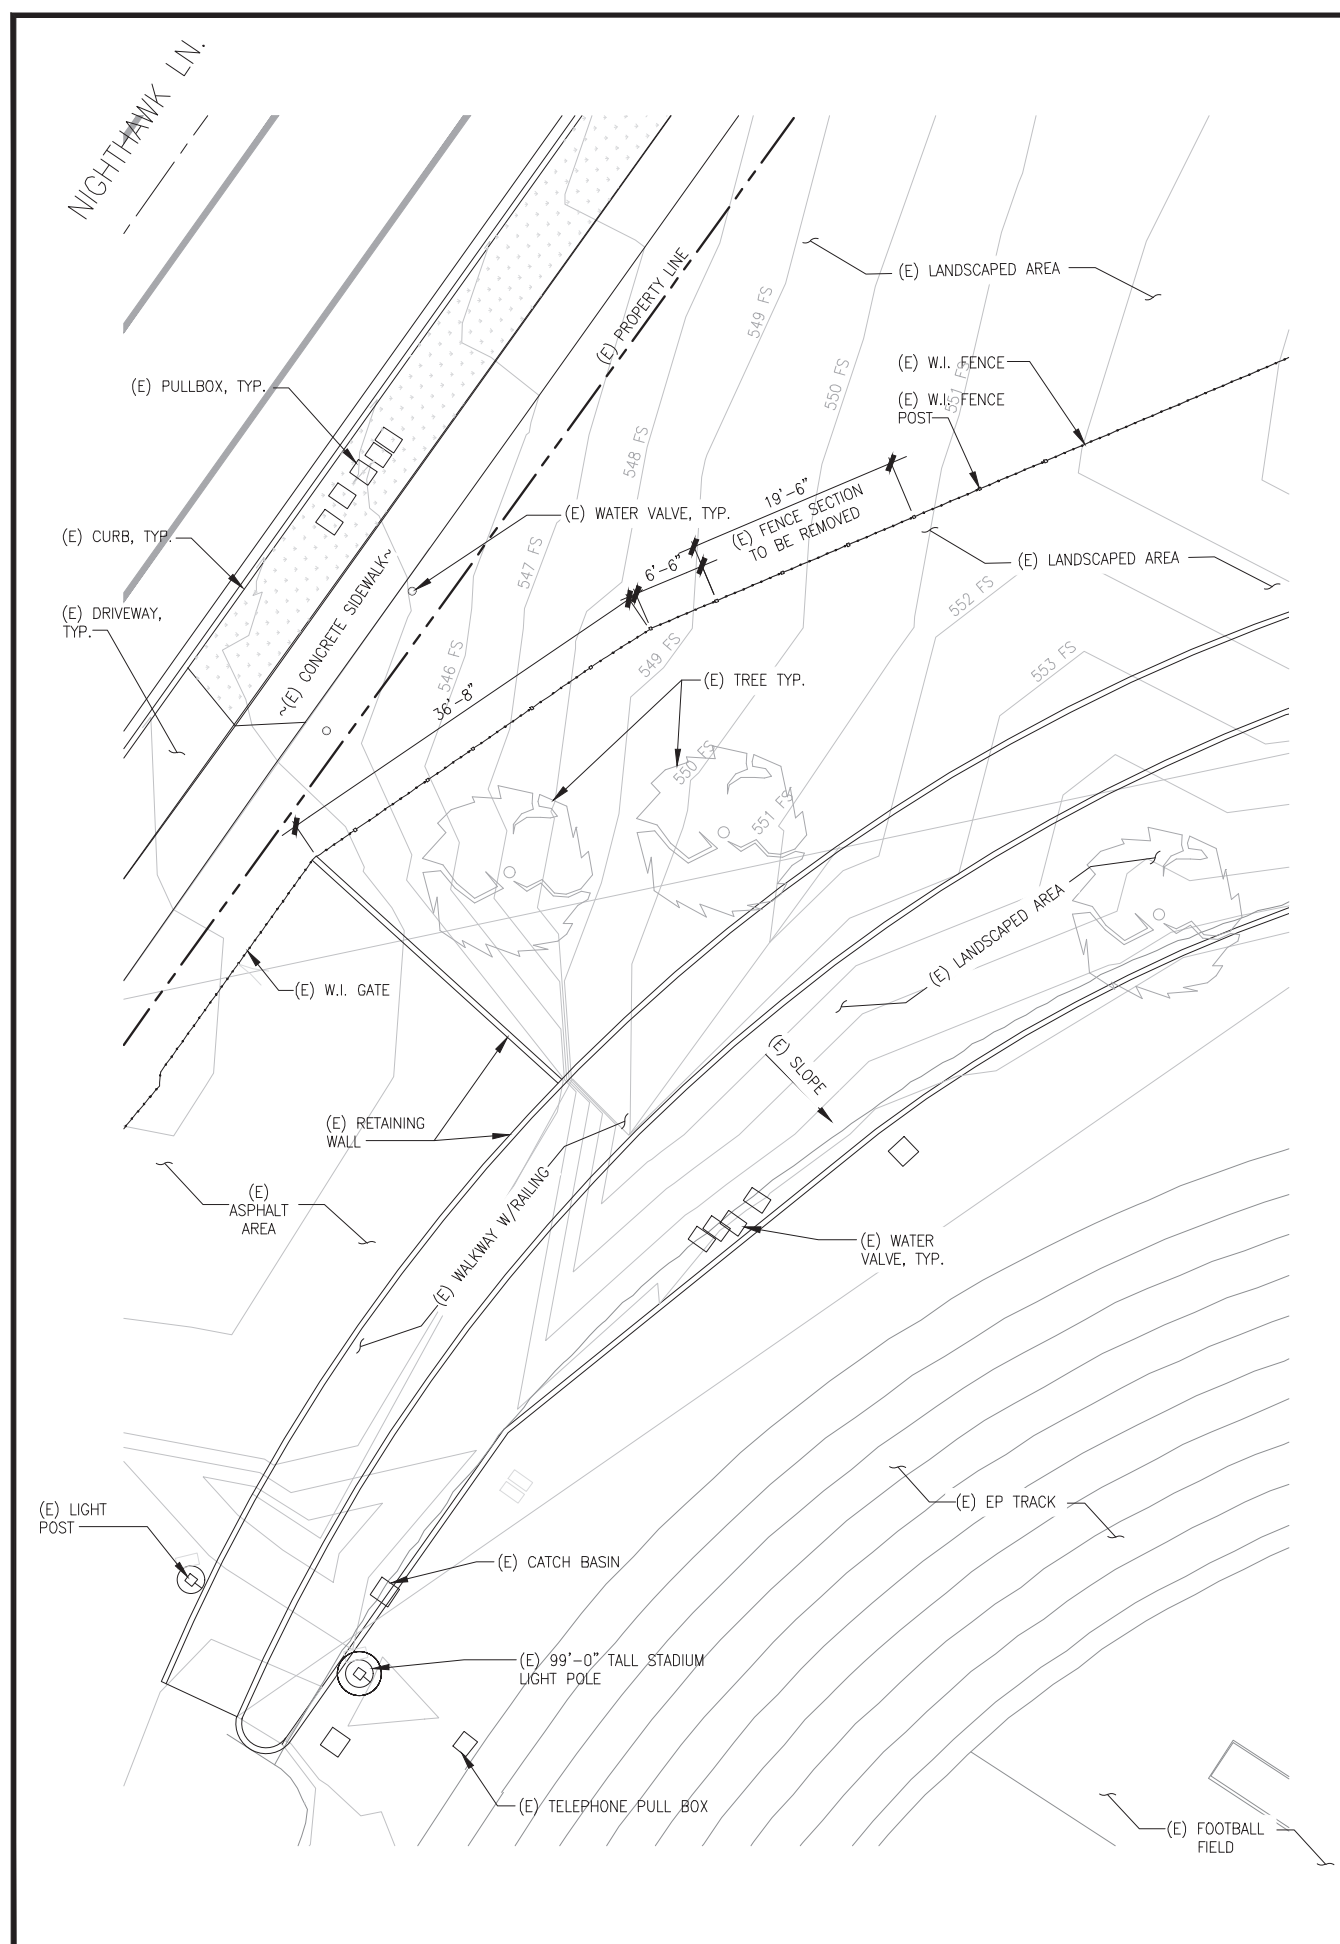 NIGHTHAWK LN.
(E) PROPERTY LINE
(E) LANDSCAPED AREA
549 FS
(E) W.I. FENCE
550 FS
551 FS
(E) PULLBOX, TYP.
(E) W.I. FENCE
POST
548 FS
19'-6"
(E) FENCE SECTION
TO BE REMOVED
(E) WATER VALVE, TYP.
(E) CURB, TYP.
547 FS
6'-6"
(E) LANDSCAPED AREA
552 FS
(E) DRIVEWAY,
TYP.
~(E) CONCRETE SIDEWALK~
546 FS
549 FS
553 FS
36'-8"
(E) TREE TYP.
550 FS
551 FS
(E) LANDSCAPED AREA
(E) W.I. GATE
(E) SLOPE
(E) RETAINING
WALL
(E)
ASPHALT
AREA
(E) WALKWAY W/RAILING
(E) WATER
VALVE, TYP.
(E) LIGHT
POST
(E) EP TRACK
(E) CATCH BASIN
(E) 99'-0" TALL STADIUM
LIGHT POLE
(E) TELEPHONE PULL BOX
(E) FOOTBALL
FIELD